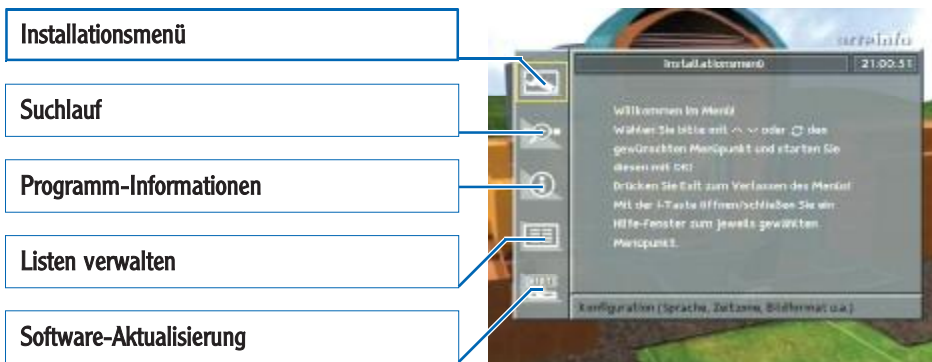 Installationsmenü
Suchlauf
Programm-Informationen
Listen verwalten
Software-Aktualisierung
arteinfo
Installationsmenü 21:00:51
Willkommen im Menü!
Wählen Sie bitte mit oder den
gewünschten Menüpunkt und starten Sie
diesen mit OK!
Drücken Sie Exit zum Verlassen des Menüs!
Mit der i-Taste öffnen/schließen Sie ein
Hilfe-Fenster zum jeweils gewählten
Menüpunkt.
Konfiguration (Sprache, Zeitzone, Bildformat u.a.)